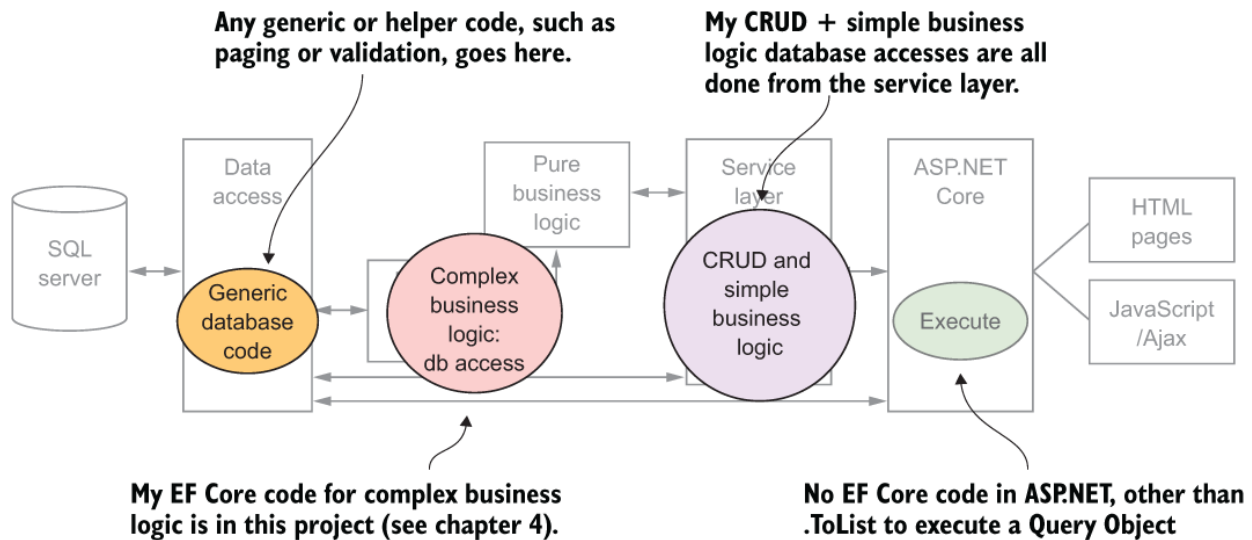 Any generic or helper code, such as
paging or validation, goes here.
My CRUD + simple business
logic database accesses are all
done from the service layer.
SQL
server
Data
access
Generic
database
code
Complex
business
logic:
db access
Pure
business
logic
Service
layer
CRUD and
simple
business
logic
ASP.NET
Core
Execute
HTML
pages
JavaScript
/Ajax
My EF Core code for complex business
logic is in this project (see chapter 4).
No EF Core code in ASP.NET, other than
.ToList to execute a Query Object